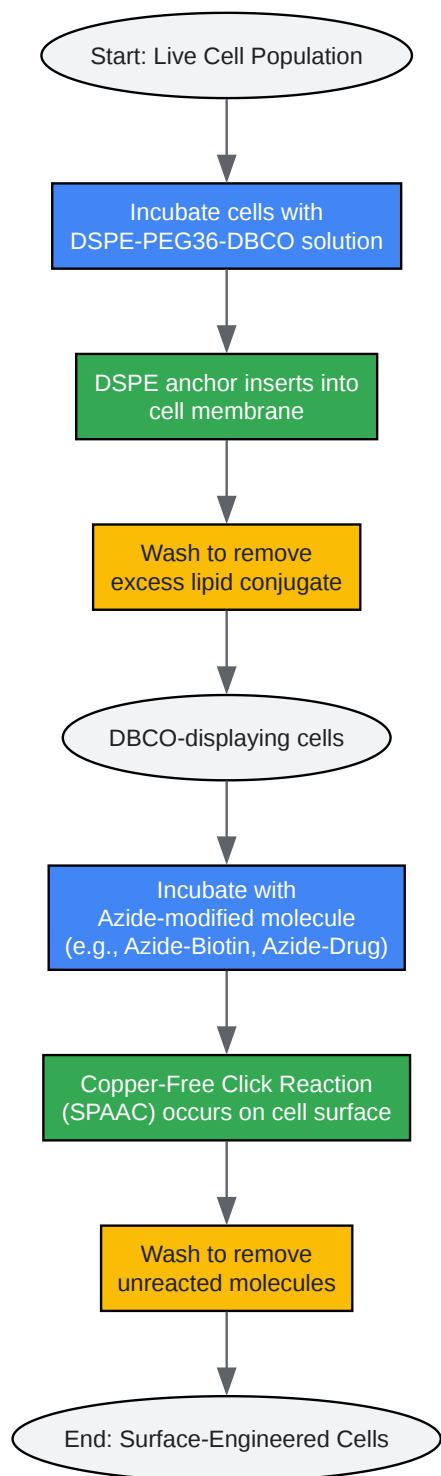 Start: Live Cell Population
Incubate cells with
DSPE-PEG36-DBCO solution
DSPE anchor inserts into
cell membrane
Wash to remove
excess lipid conjugate
DBCO-displaying cells
Incubate with
Azide-modified molecule
(e.g., Azide-Biotin, Azide-Drug)
Copper-Free Click Reaction
(SPAAC) occurs on cell surface
Wash to remove
unreacted molecules
End: Surface-Engineered Cells